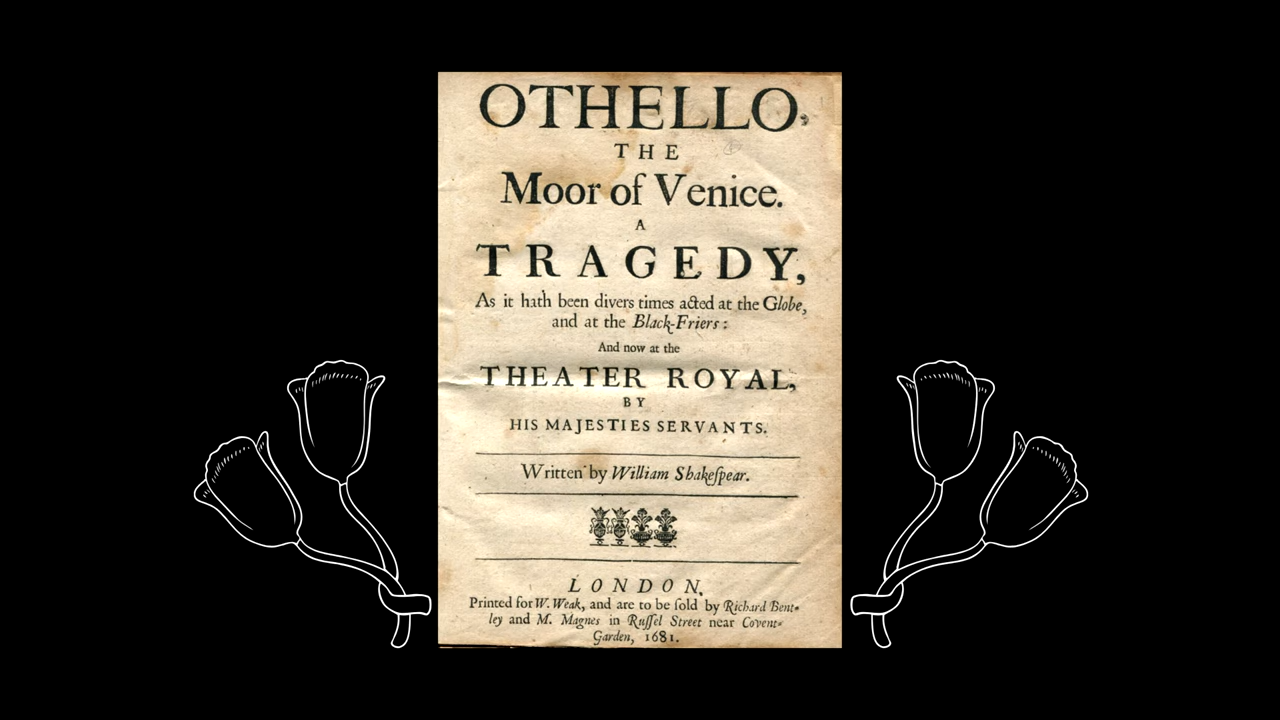 OTHELLO,
THE
Moor of Venice.
A
TRAGEDY,
As it hath been divers times acted at the Globe,
and at the Black-Friers:
And now at the
THEATER ROYAL,
BY
HIS MAJESTIES SERVANTS.
Written by William Shakeſpear.
LONDON,
Printed for W. Weak, and are to be ſold by Richard Bent-
ley and M. Magnes in Ruſſel Street near Covent-
Garden, 1681.